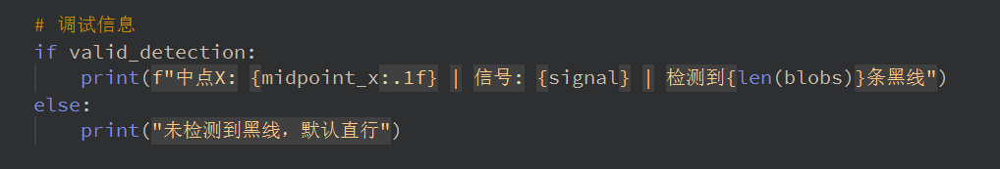 # 调试信息
if valid_detection:
    print(f"中点X: {midpoint_x:.1f} | 信号: {signal} | 检测到{len(blobs)}条黑线")
else:
    print("未检测到黑线，默认直行")